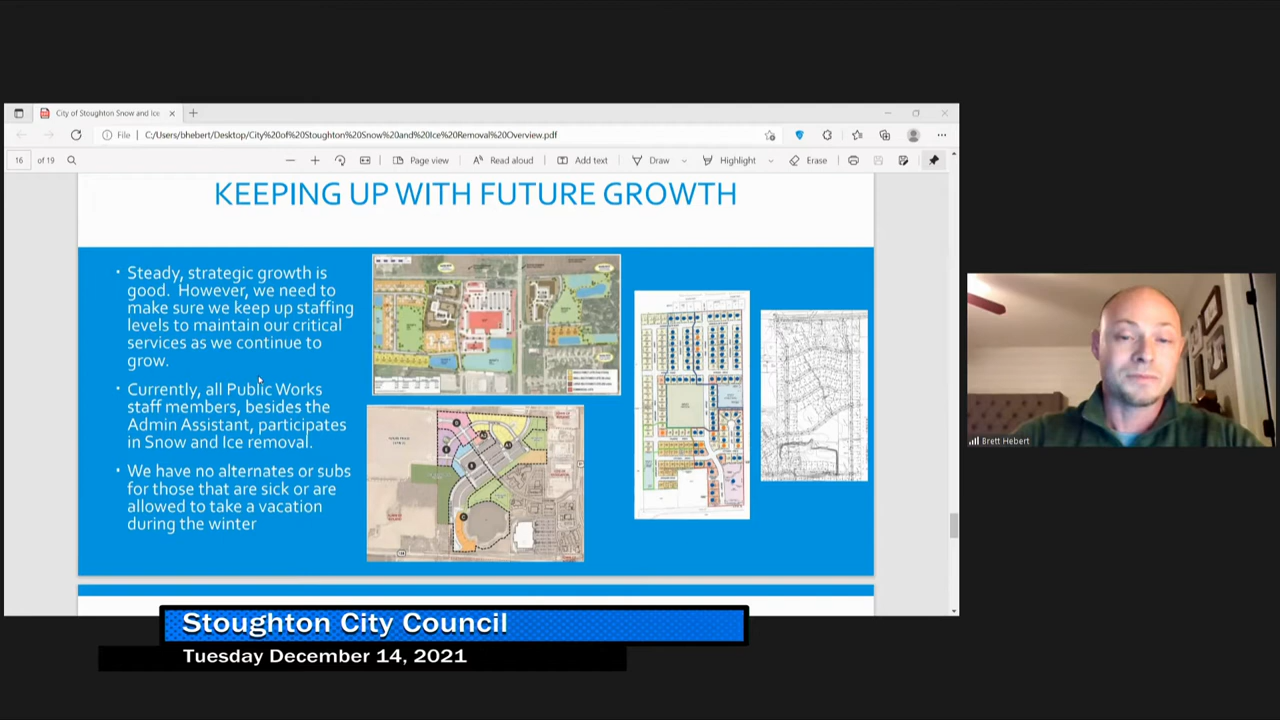 City of Stoughton Snow and Ice
File
C:/Users/bhebert/Desktop/City%20of%20Stoughton%20Snow%20and%20Ice%20Removal%20Overview.pdf
16 of 19
Page view
Read aloud
Add text
Draw
Highlight
Erase
KEEPING UP WITH FUTURE GROWTH
• Steady, strategic growth is
good. However, we need to
make sure we keep up staffing
levels to maintain our critical
services as we continue to
grow.
• Currently, all Public Works
staff members, besides the
Admin Assistant, participates
in Snow and Ice removal.
• We have no alternates or subs
for those that are sick or are
allowed to take a vacation
during the winter
Brett Hebert
Stoughton City Council
Tuesday December 14, 2021